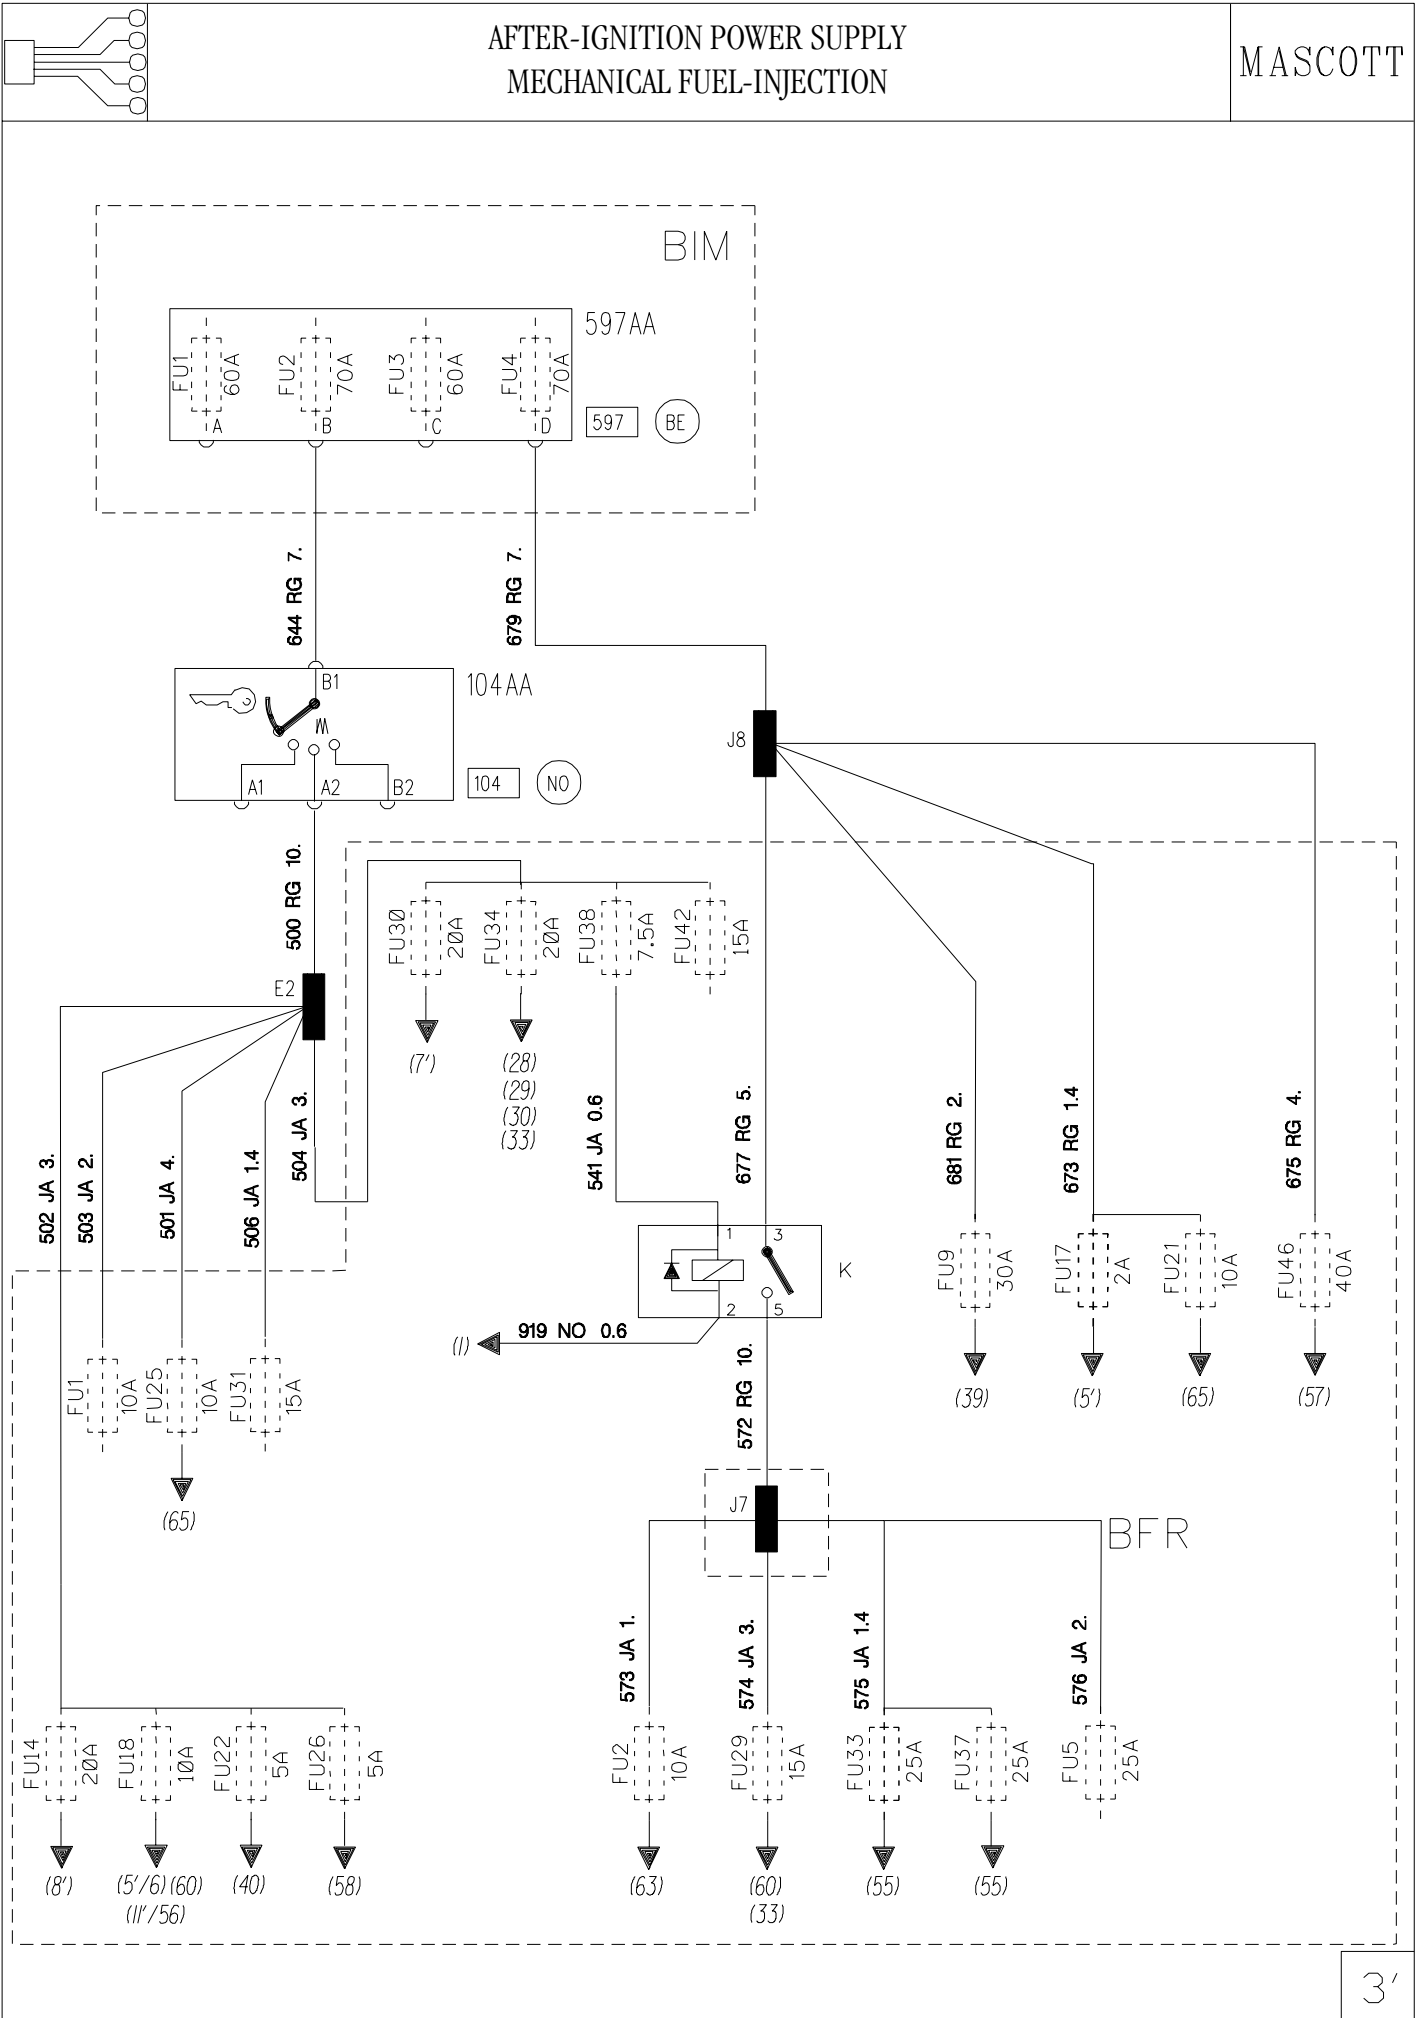 AFTER-IGNITION POWER SUPPLY
MECHANICAL FUEL-INJECTION
MASCOTT
BIM
597AA
FU1
60A
FU2
70A
FU3
60A
FU4
70A
A
B
C
D
597
BE
644 RG 7.
679 RG 7.
B1
104AA
M
A1
A2
B2
104
NO
J8
500 RG 10.
E2
FU30
20A
FU34
20A
FU38
7.5A
FU42
15A
(7')
(28)
(29)
(30)
(33)
502 JA 3.
503 JA 2.
501 JA 4.
506 JA 1.4
504 JA 3.
541 JA 0.6
677 RG 5.
681 RG 2.
673 RG 1.4
675 RG 4.
1
3
2
5
K
(1)
919 NO 0.6
FU9
30A
FU17
2A
FU21
10A
FU46
40A
(39)
(5')
(65)
(57)
FU1
10A
FU25
10A
FU31
15A
(65)
572 RG 10.
J7
BFR
573 JA 1.
574 JA 3.
575 JA 1.4
576 JA 2.
FU14
20A
FU18
10A
FU22
5A
FU26
5A
FU2
10A
FU29
15A
FU33
25A
FU37
25A
FU5
25A
(8')
(5'/6) (60)
(11'/56)
(40)
(58)
(63)
(60)
(33)
(55)
(55)
3'